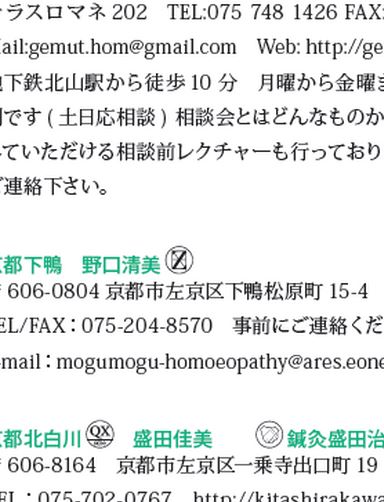 ラスロマネ 202　TEL:075 748 1426 FAX:
ail:gemut.hom@gmail.com　Web: http://ge
下鉄北山駅から徒歩 10 分　月曜から金曜ま
です ( 土日応相談 ) 相談会とはどんなものか
ていただける相談前レクチャーも行っており
ご連絡下さい。
京都下鴨　野口清美
〒 606-0804 京都市左京区下鴨松原町 15-4
TEL/FAX：075-204-8570　事前にご連絡くだ
-mail：mogumogu-homoeopathy@ares.eone
京都北白川 QX　盛田佳美　鍼灸盛田治
〒 606-8164　京都市左京区一乗寺出口町 19
EL：075-702-0767　http://kitashirakawa